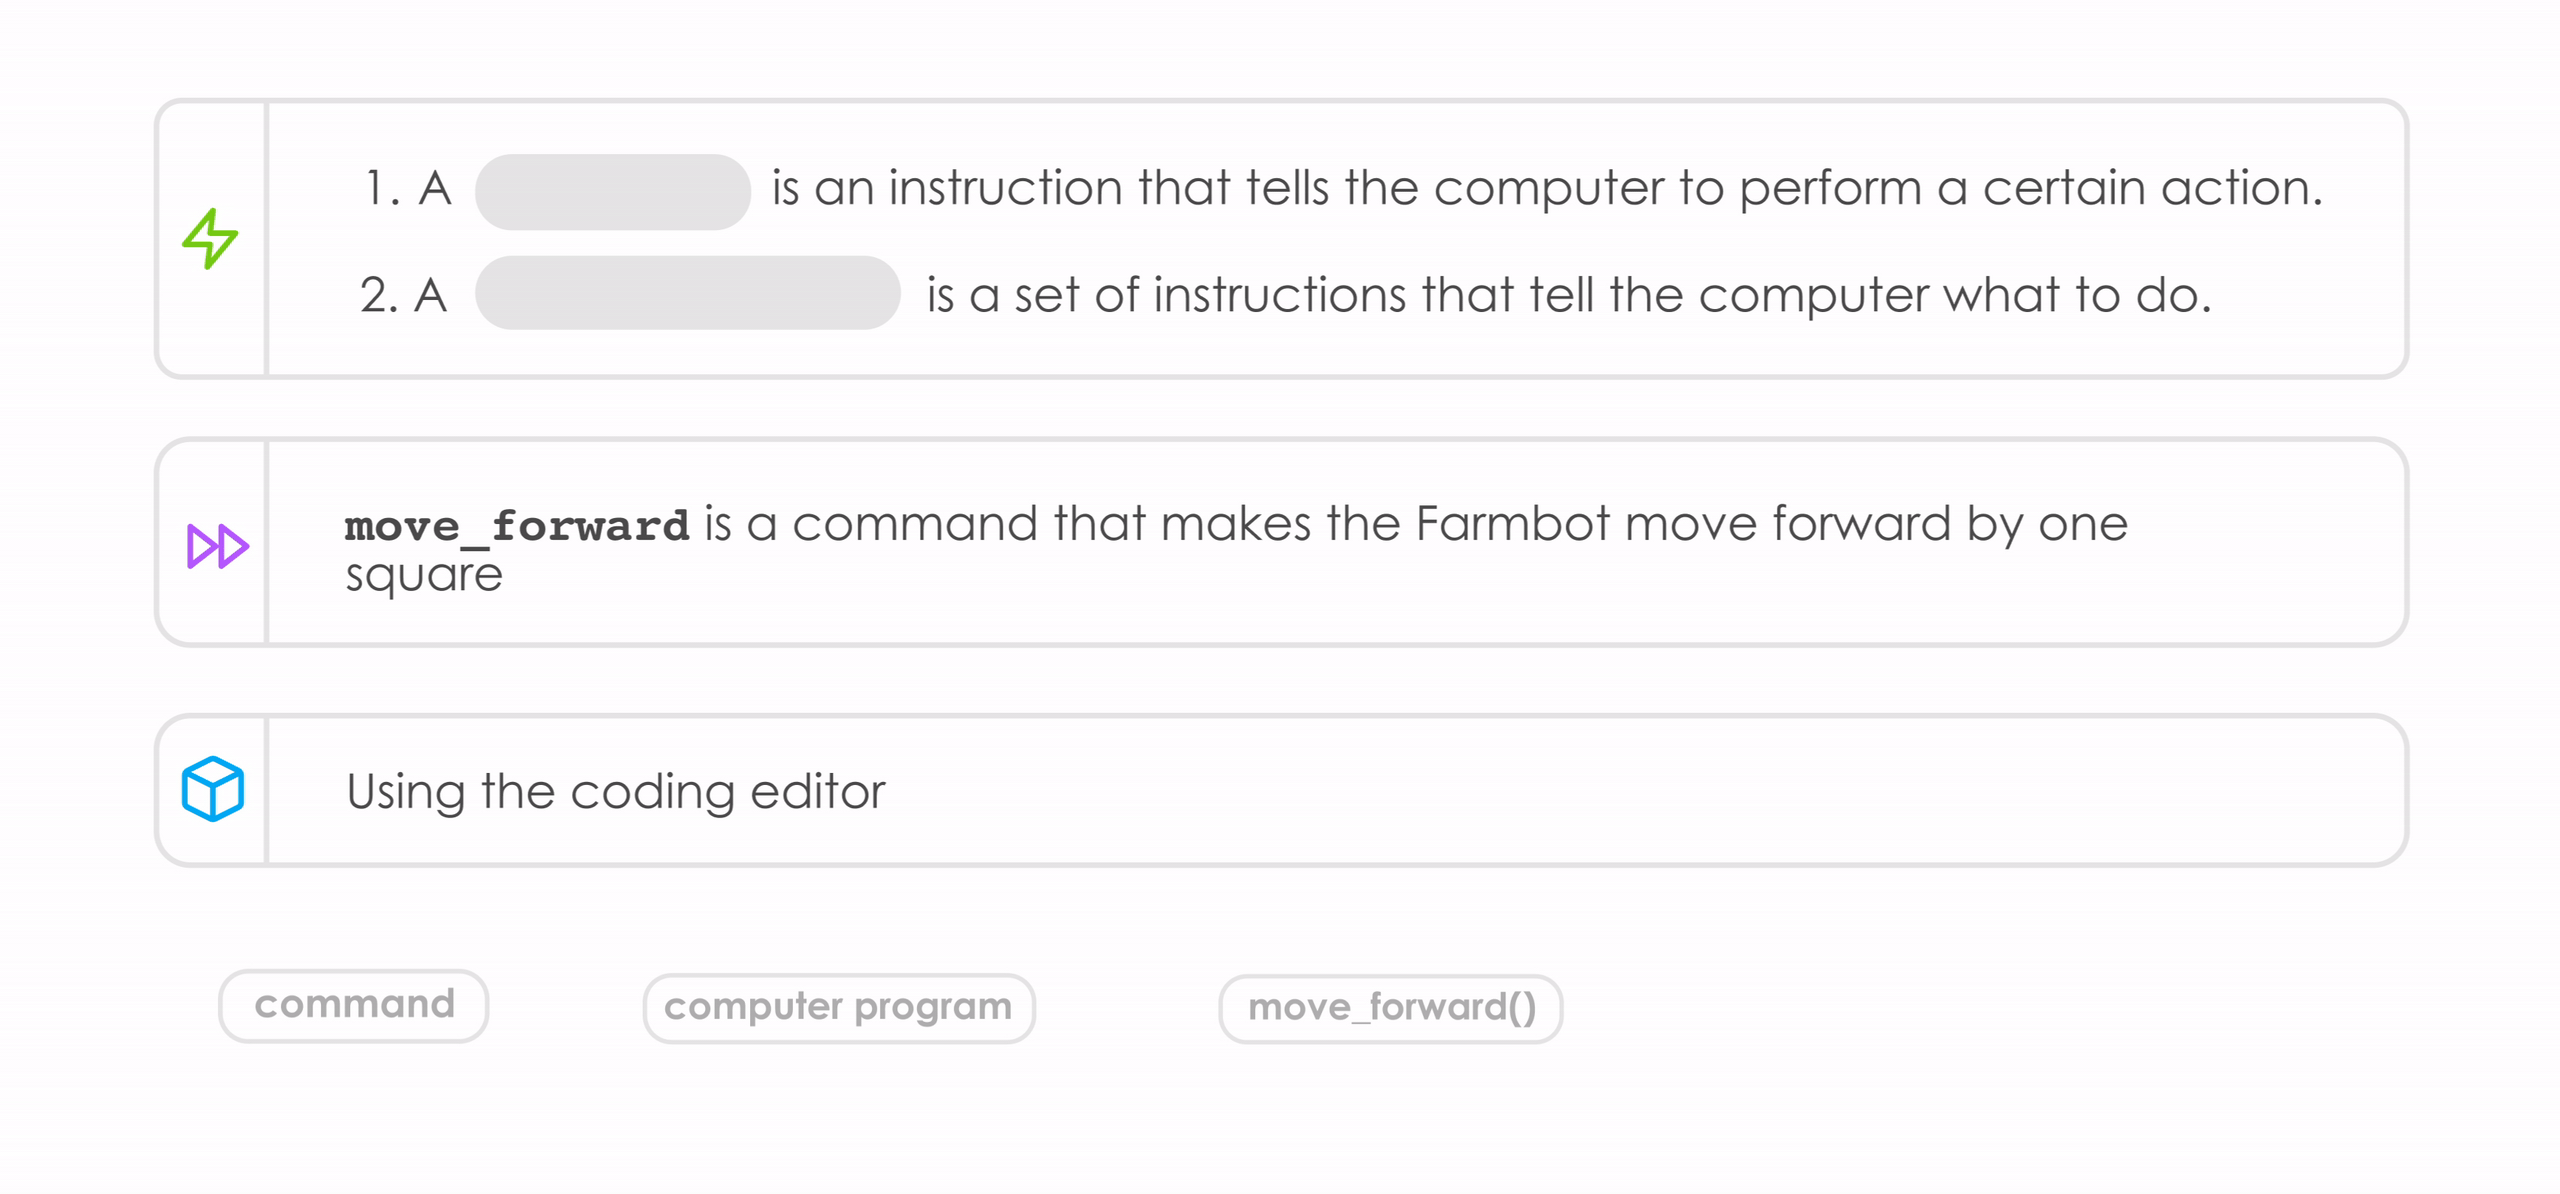 1. A is an instruction that tells the computer to perform a certain action.
2. A is a set of instructions that tell the computer what to do.
move_forward is a command that makes the Farmbot move forward by one
square
Using the coding editor
command computer program move_forward()